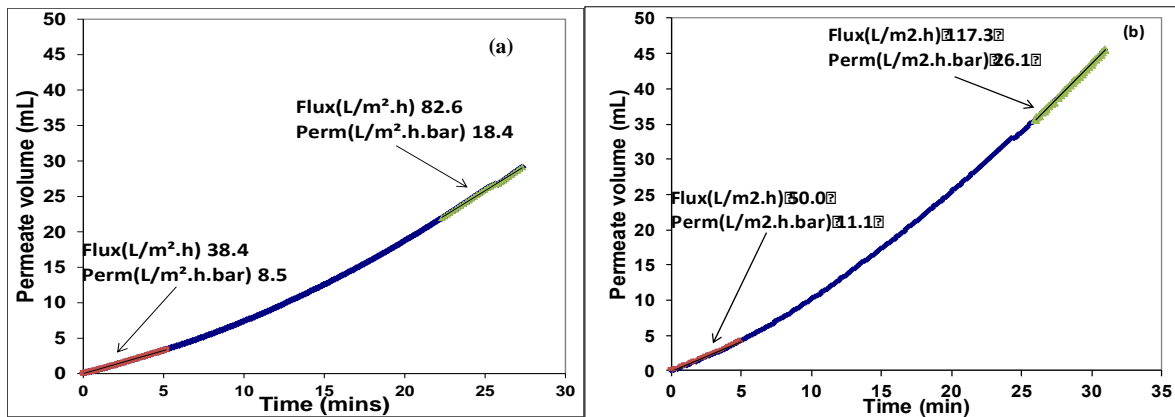 50
45
40
35
30
25
20
15
10
5
0
Permeate volume (mL)
(a)
Flux(L/m².h) 82.6
Perm(L/m².h.bar) 18.4
Flux(L/m².h) 38.4
Perm(L/m².h.bar) 8.5
0 5 10 15 20 25 30
Time (mins)
50
45
40
35
30
25
20
15
10
5
0
Permeate volume (mL)
(b)
Flux(L/m2.h) 117.3
Perm(L/m2.h.bar) 26.1
Flux(L/m2.h) 50.0
Perm(L/m2.h.bar) 11.1
0 5 10 15 20 25 30 35
Time (min)